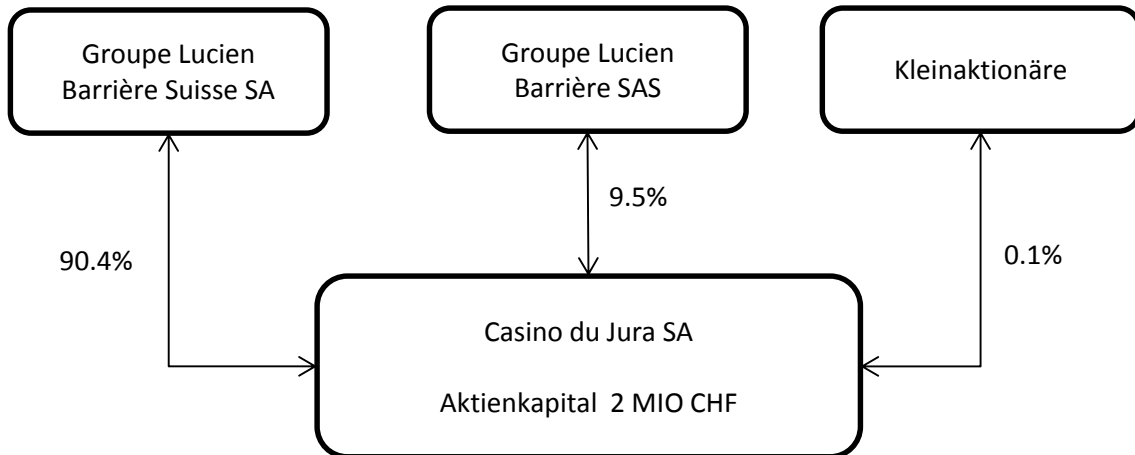 Groupe Lucien
Barrière Suisse SA
Groupe Lucien
Barrière SAS
Kleinaktionäre
90.4%
9.5%
0.1%
Casino du Jura SA
Aktienkapital 2 MIO CHF